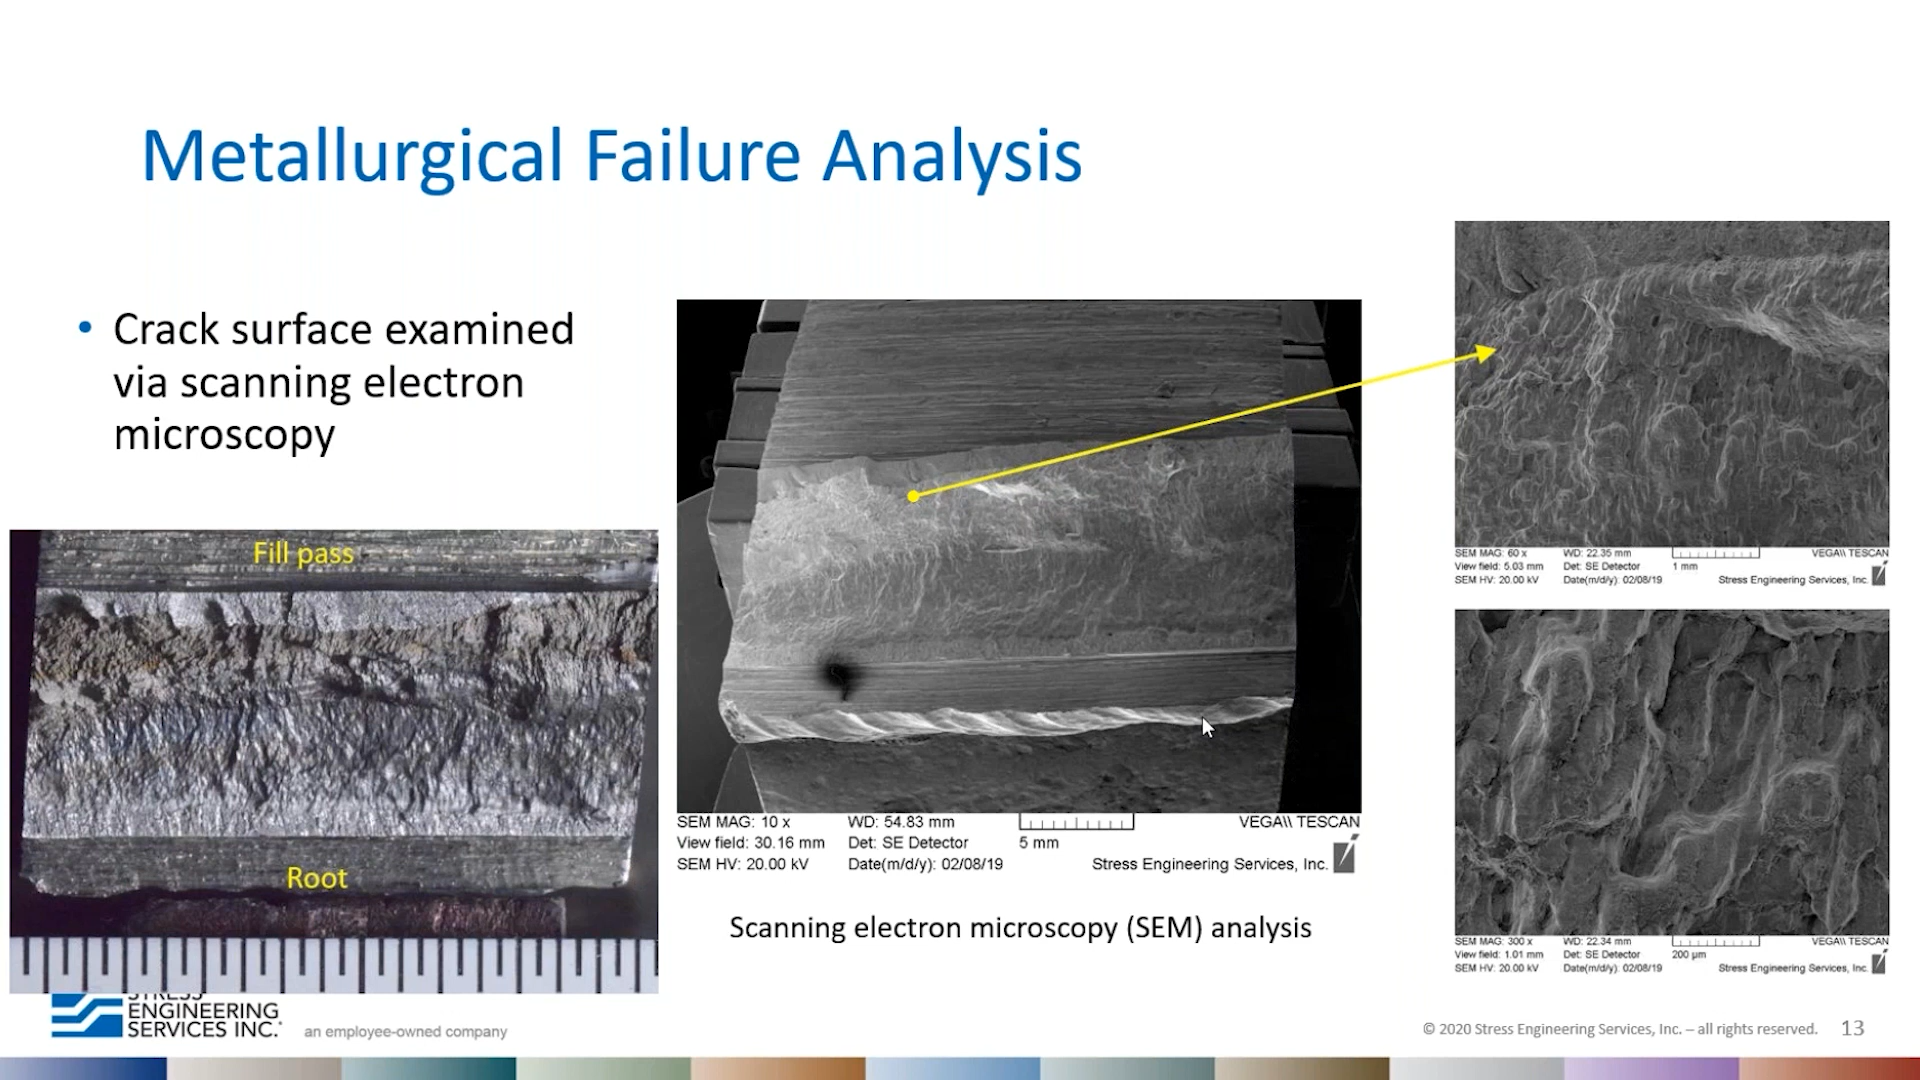 Metallurgical Failure Analysis
• Crack surface examined
via scanning electron
microscopy
Fill pass
Root
SEM MAG: 10 x WD: 54.83 mm VEGA\\ TESCAN
View field: 30.16 mm Det: SE Detector 5 mm
SEM HV: 20.00 kV Date(m/d/y): 02/08/19 Stress Engineering Services, Inc.
Scanning electron microscopy (SEM) analysis
SEM MAG: 60 x WD: 22.35 mm VEGA\\ TESCAN
View field: 5.03 mm Det: SE Detector 1 mm
SEM HV: 20.00 kV Date(m/d/y): 02/08/19 Stress Engineering Services, Inc.
SEM MAG: 300 x WD: 22.34 mm VEGA\\ TESCAN
View field: 1.01 mm Det: SE Detector 200 µm
SEM HV: 20.00 kV Date(m/d/y): 02/08/19 Stress Engineering Services, Inc.
STRESS
ENGINEERING
SERVICES INC.
an employee-owned company
© 2020 Stress Engineering Services, Inc. – all rights reserved. 13